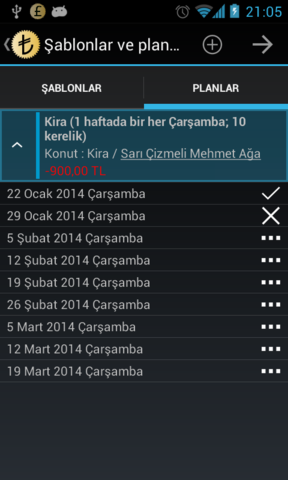 21:05
Şablonlar ve plan...
ŞABLONLAR
PLANLAR
Kira (1 haftada bir her Çarşamba; 10
kerelik)
Konut : Kira / Sarı Çizmeli Mehmet Ağa
-900,00 TL
22 Ocak 2014 Çarşamba
29 Ocak 2014 Çarşamba
5 Şubat 2014 Çarşamba
12 Şubat 2014 Çarşamba
19 Şubat 2014 Çarşamba
26 Şubat 2014 Çarşamba
5 Mart 2014 Çarşamba
12 Mart 2014 Çarşamba
19 Mart 2014 Çarşamba